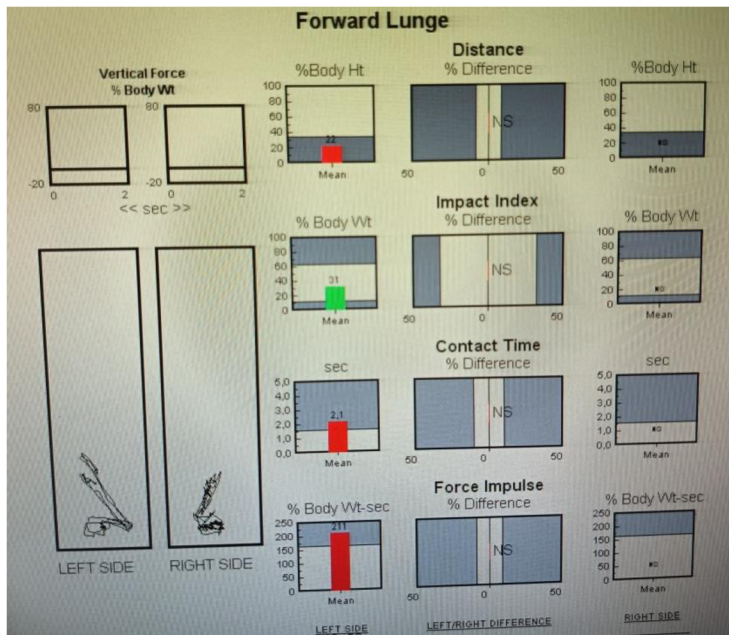 Forward Lunge
Vertical Force
% Body Wt
80
80
-20
-20
0
2
0
2
<< sec >>
LEFT SIDE
RIGHT SIDE
Distance
%Body Ht
% Difference
%Body Ht
100
80
60
40
20
0
22
Mean
NS
50
0
50
100
80
60
40
20
0
Mean
Impact Index
% Body Wt
% Difference
% Body Wt
100
80
60
40
20
0
31
Mean
NS
50
0
50
100
80
60
40
20
0
Mean
Contact Time
sec
% Difference
sec
5,0
4,0
3,0
2,0
1,0
0,0
2,1
Mean
NS
50
0
50
5,0
4,0
3,0
2,0
1,0
0,0
Mean
Force Impulse
% Body Wt-sec
% Difference
% Body Wt-sec
250
200
150
100
50
0
211
Mean
NS
50
0
50
250
200
150
100
50
0
Mean
LEFT SIDE
LEFT/RIGHT DIFFERENCE
RIGHT SIDE